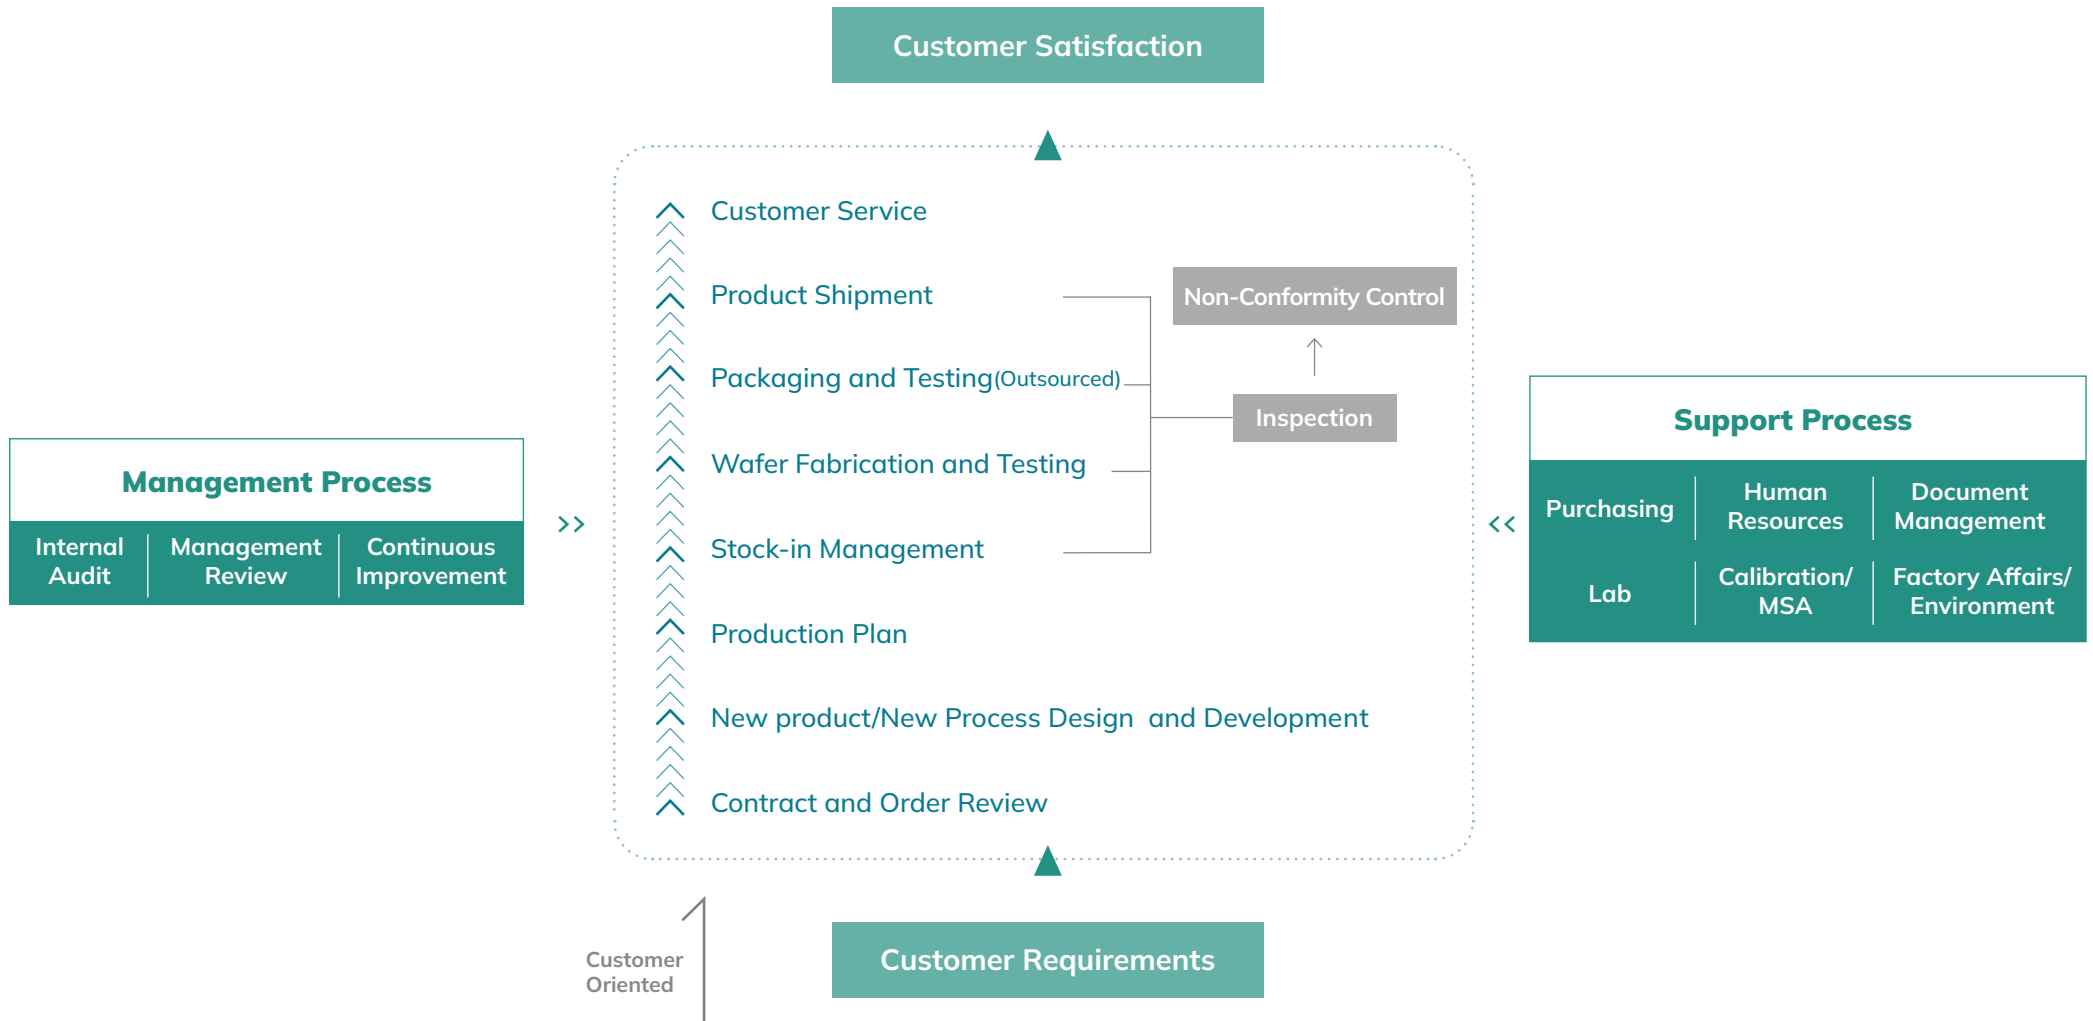 Customer Satisfaction
Customer Service
Product Shipment
Non-Conformity Control
Packaging and Testing(Outsourced)
Inspection
Wafer Fabrication and Testing
Stock-in Management
Production Plan
New product/New Process Design  and Development
Contract and Order Review
Management Process
Internal
Audit
Management
Review
Continuous
Improvement
Support Process
Purchasing
Human
Resources
Document
Management
Lab
Calibration/
MSA
Factory Affairs/
Environment
Customer
Oriented
Customer Requirements